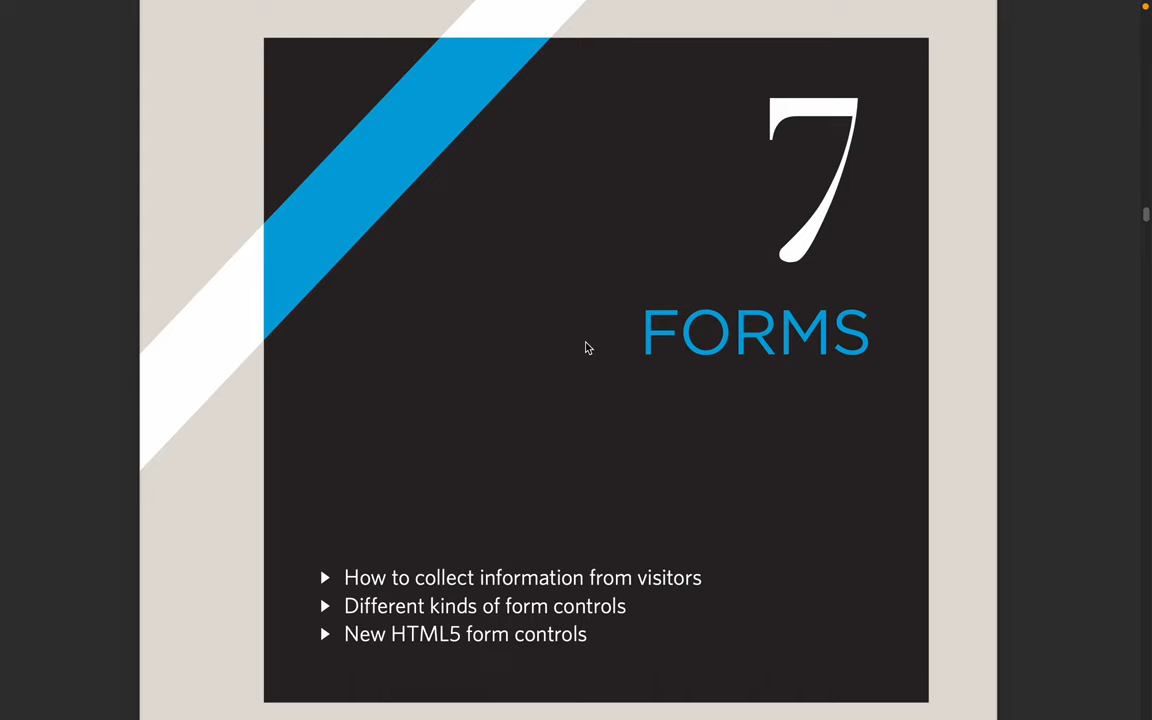 7
FORMS
How to collect information from visitors
Different kinds of form controls
New HTML5 form controls